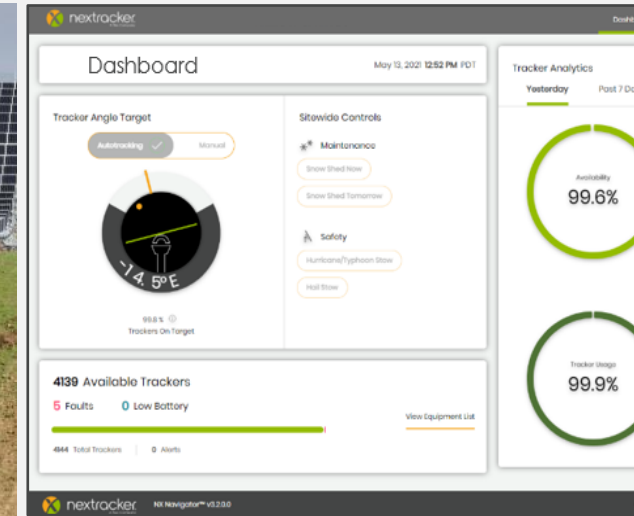 nextracker
Dashb
Dashboard
May 13, 2021 12:52 PM PDT
Tracker Analytics
Yesterday Past 7 Da
Tracker Angle Target
Autotracking Manual
-14.5° E
99.8 %
Trackers On Target
Sitewide Controls
Maintenance
Snow Shed Now
Snow Shed Tomorrow
Safety
Hurricane/Typhoon Stow
Hail Stow
Availability
99.6%
Tracker Usage
99.9%
4139 Available Trackers
5 Faults 0 Low Battery
View Equipment List
4144 Total Trackers 0 Alerts
nextracker NX Navigator™ v3.2.0.0